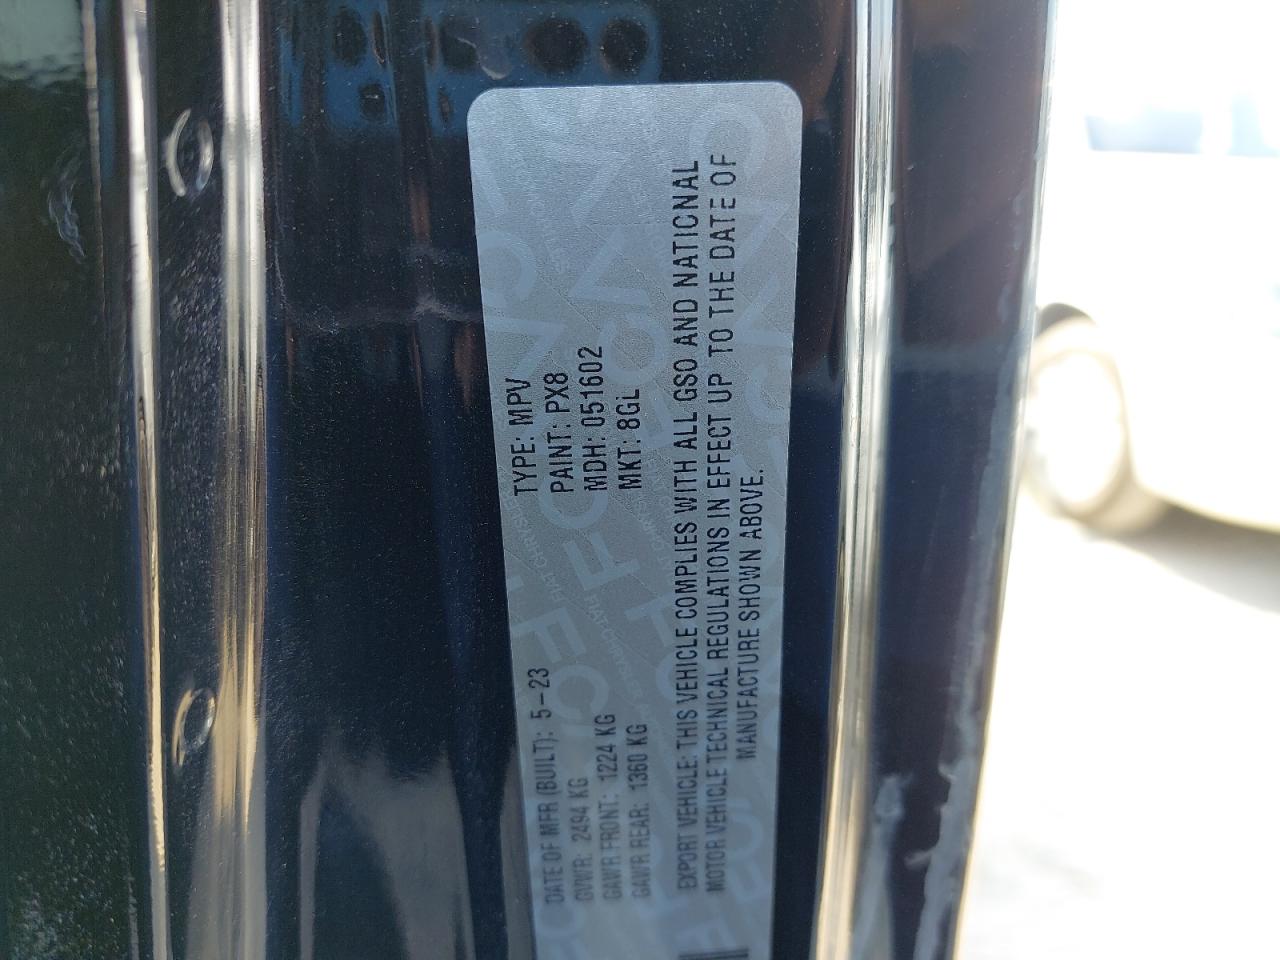 DATE OF MFR (BUILT): 5-23
GVWR: 2494 KG
GAWR FRONT: 1224 KG
GAWR REAR: 1360 KG
TYPE: MPV
PAINT: PX8
MDH: 051602
MKT: 8GL
EXPORT VEHICLE: THIS VEHICLE COMPLIES WITH ALL GSO AND NATIONAL
MOTOR VEHICLE TECHNICAL REGULATIONS IN EFFECT UP TO THE DATE OF
MANUFACTURE SHOWN ABOVE.